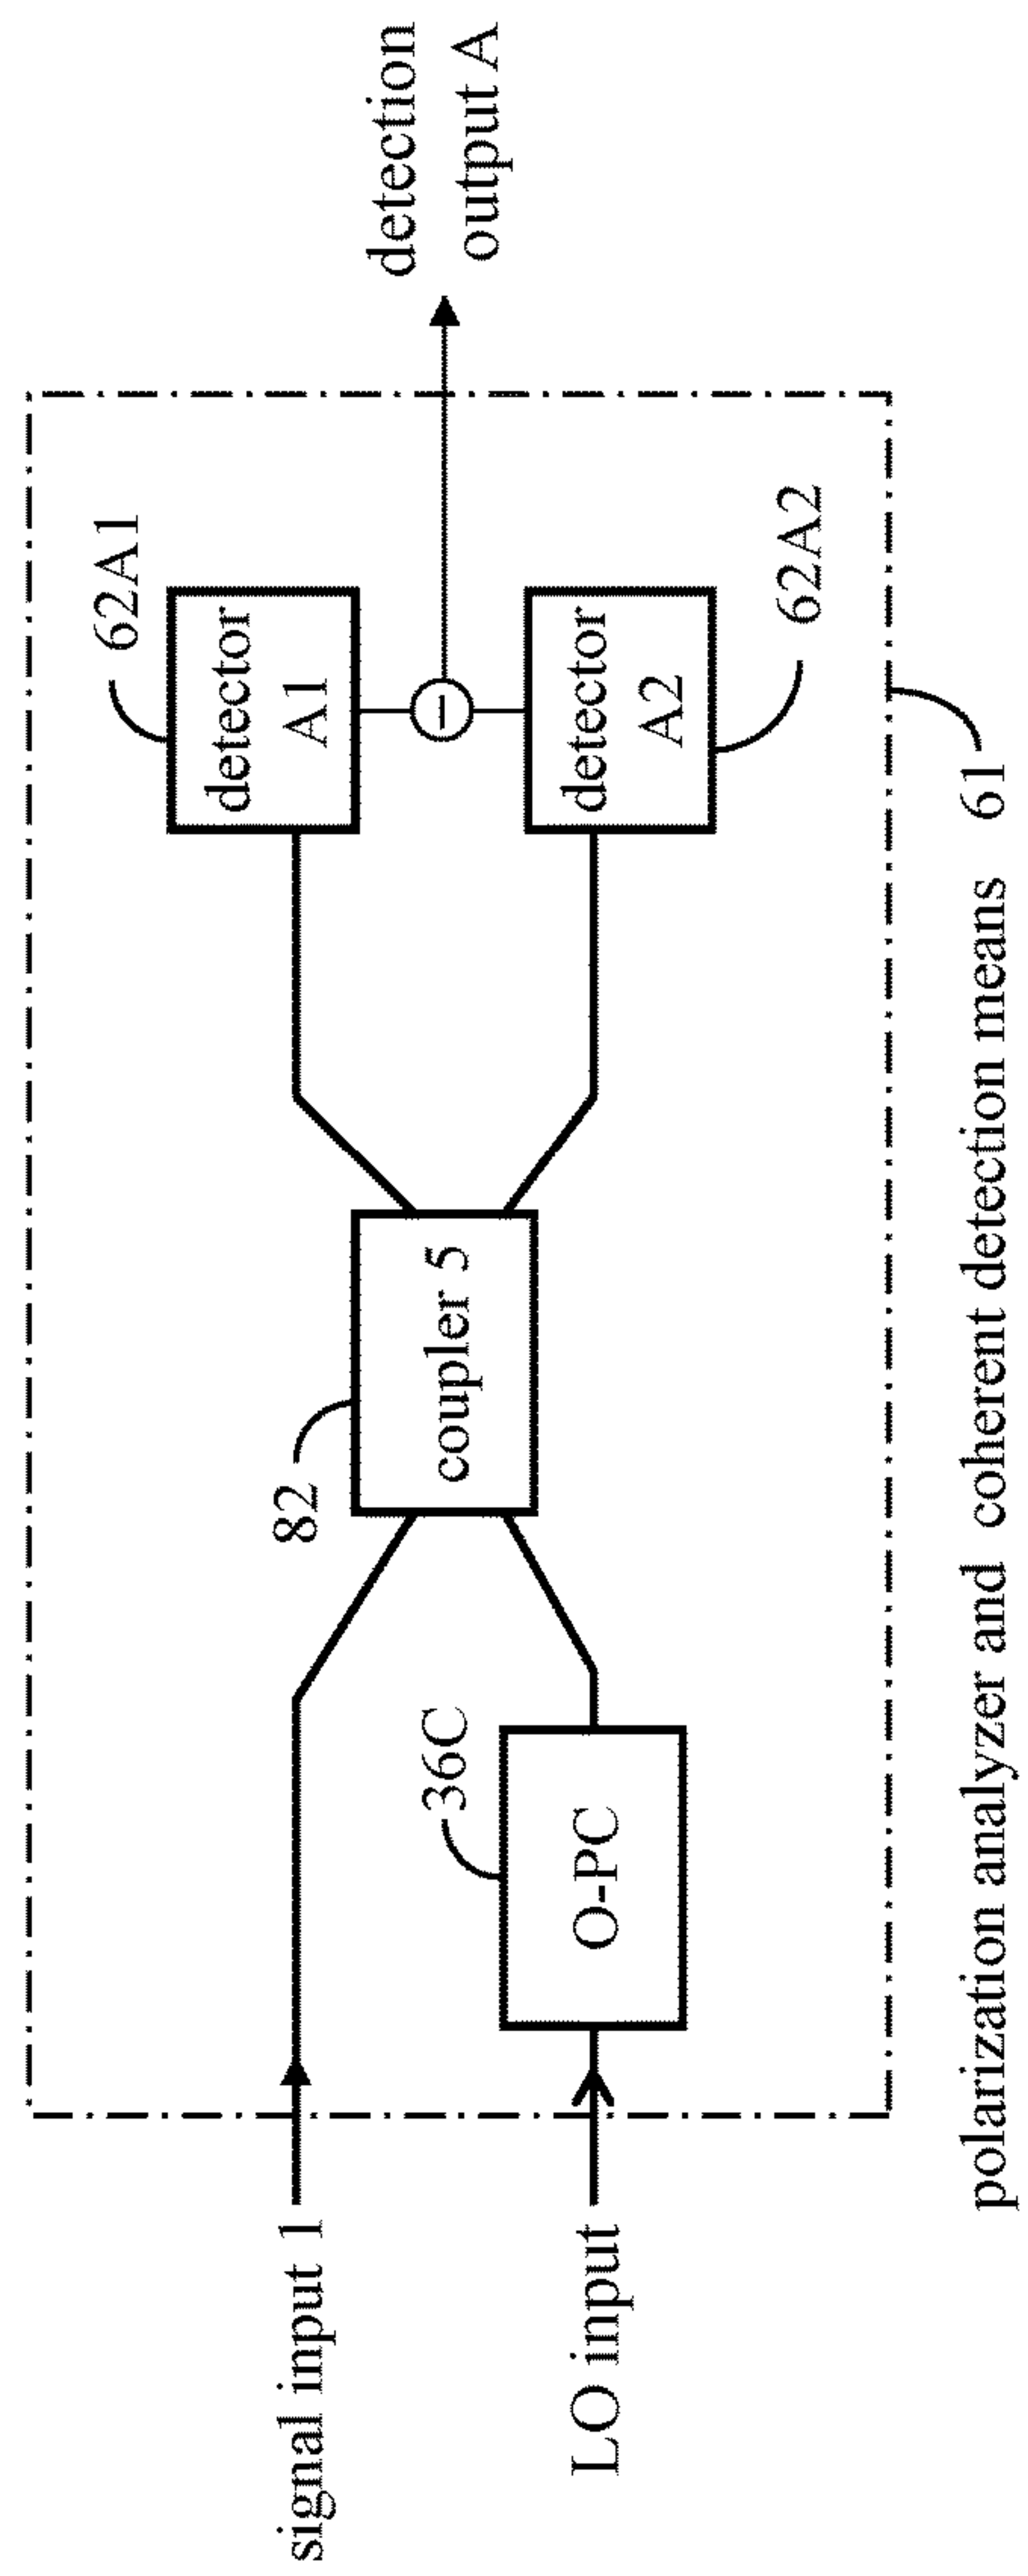 signal input 1
LO input
O-PC
36C
82
coupler 5
detector
A1
62A1
detector
A2
62A2
−
detection
output A
polarization analyzer and coherent detection means 61